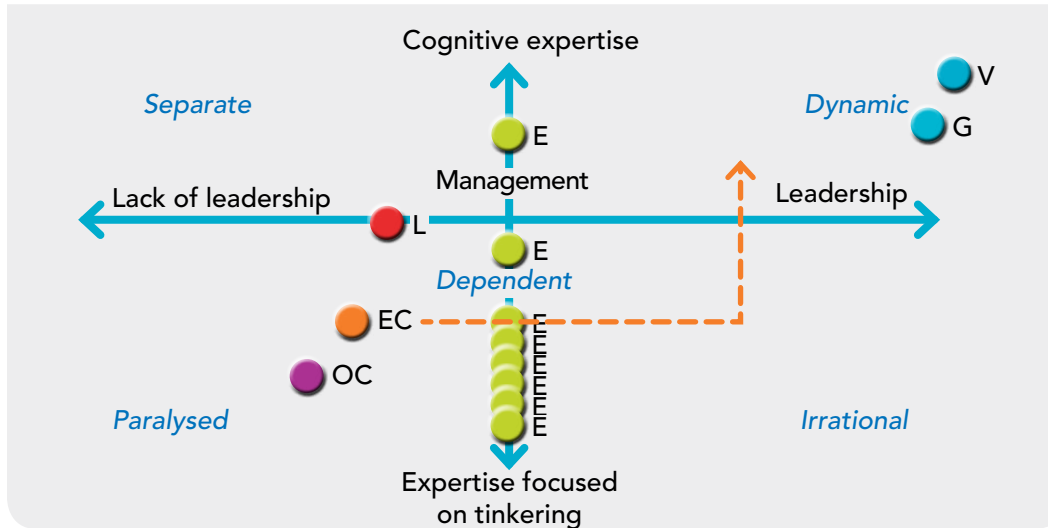 Cognitive expertise
V
Separate
Dynamic
G
E
Management
Lack of leadership
Leadership
L
E
Dependent
EC
E
E
E
OC
E
E
E
Paralysed
Irrational
Expertise focused
on tinkering